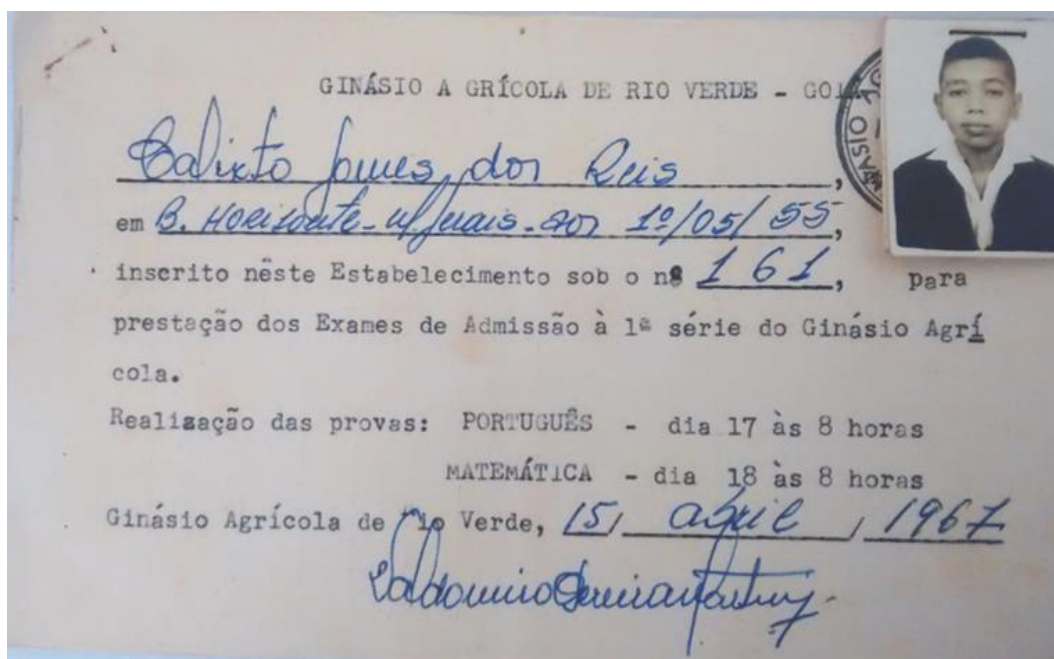 GINÁSIO A GRÍCOLA DE RIO VERDE - GOI
Calixto Gomes dos Reis,
em B. Horizonte - M. Gerais - aos 1º/05/55,
inscrito nêste Estabelecimento sob o nº 161, para
prestação dos Exames de Admissão à 1ª série do Ginásio Agrí
cola.
Realização das provas: PORTUGUÊS - dia 17 às 8 horas
MATEMÁTICA - dia 18 às 8 horas
Ginásio Agrícola de Rio Verde, 15, abril, 1967